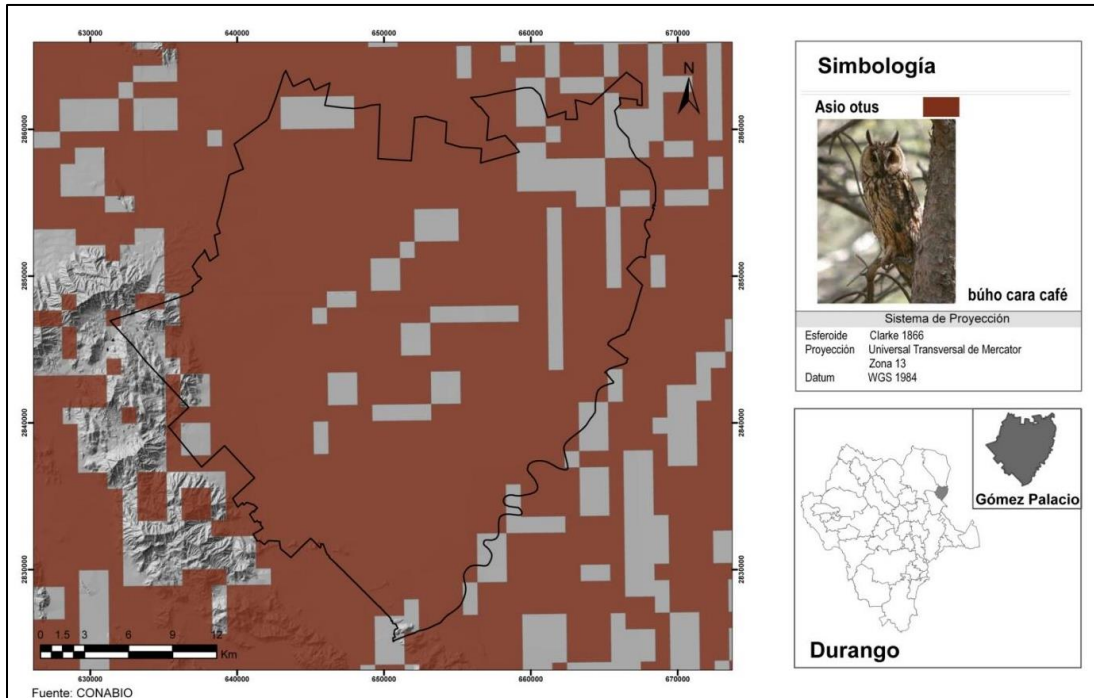 630000 640000 650000 660000 670000
N
2860000 2860000
2850000 2850000
2840000 2840000
2830000 2830000
0 1.5 3 6 9 12
Km
630000 640000 650000 660000 670000
Fuente: CONABIO
Simbología
Asio otus
búho cara café
Sistema de Proyección
Esferoide Clarke 1866
Proyección Universal Transversal de Mercator
Zona 13
Datum WGS 1984
Gómez Palacio
Durango